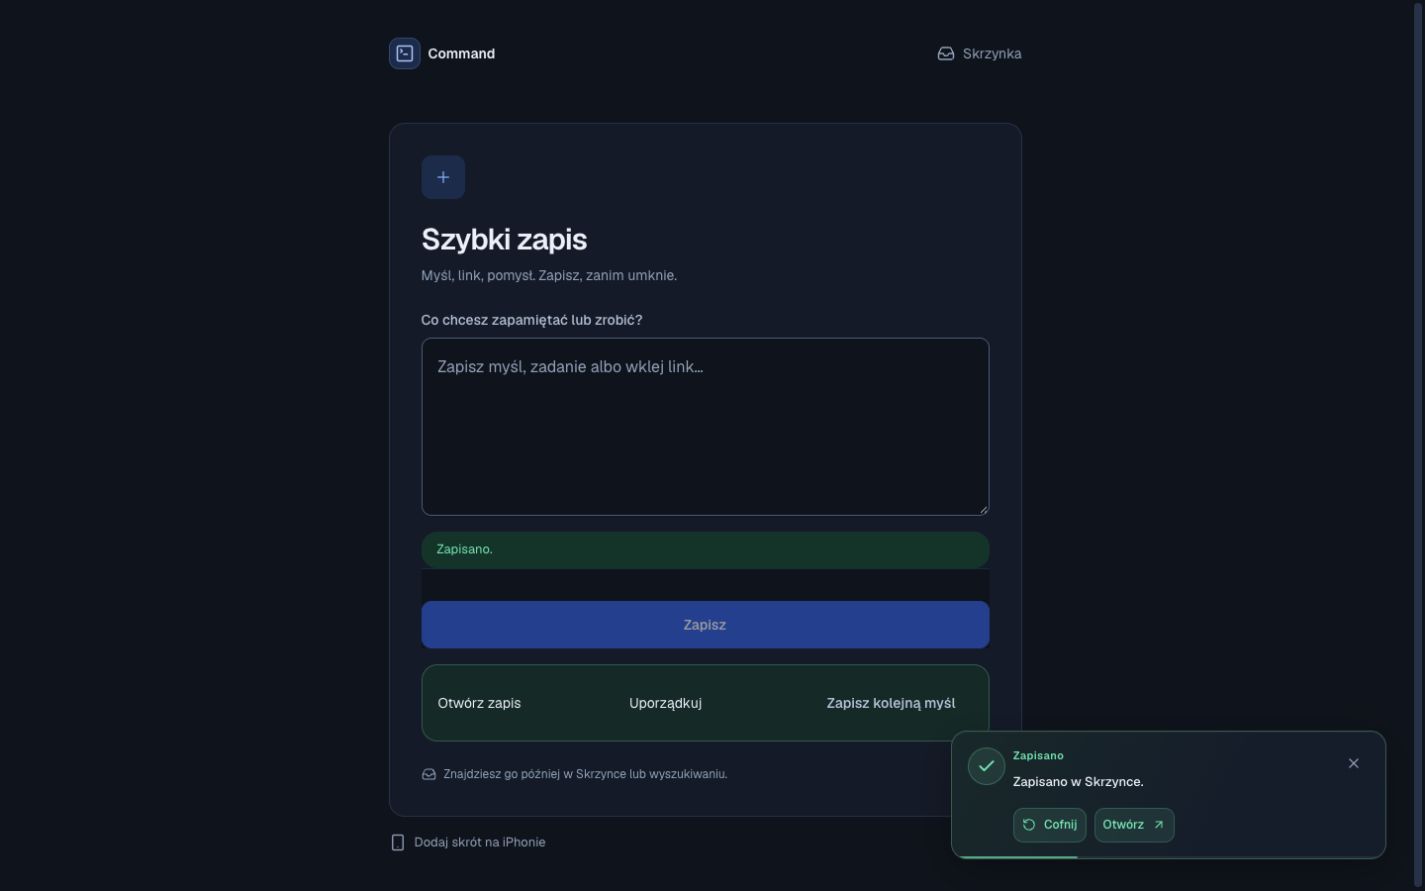 Command
Skrzynka
Szybki zapis
Myśl, link, pomysł. Zapisz, zanim umknie.
Co chcesz zapamiętać lub zrobić?
Zapisz myśl, zadanie albo wklej link…
Zapisano.
Zapisz
Otwórz zapis
Uporządkuj
Zapisz kolejną myśl
Znajdziesz go później w Skrzynce lub wyszukiwaniu.
Dodaj skrót na iPhonie
Zapisano
Zapisano w Skrzynce.
Cofnij
Otwórz